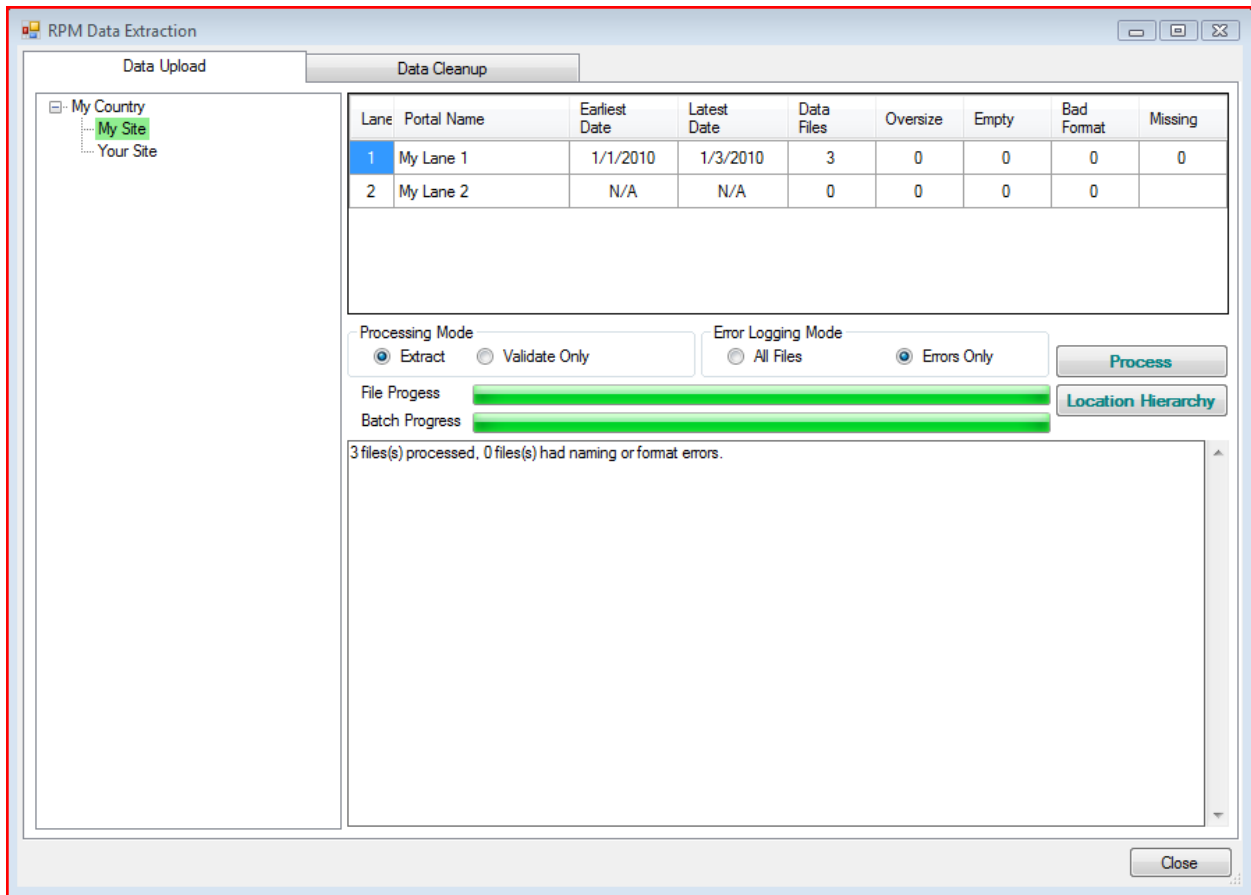 RPM Data Extraction
Data Upload Data Cleanup
My Country
My Site
Your Site
Lane Portal Name Earliest Date Latest Date Data Files Oversize Empty Bad Format Missing
1 My Lane 1 1/1/2010 1/3/2010 3 0 0 0 0
2 My Lane 2 N/A N/A 0 0 0 0
Processing Mode Error Logging Mode
Extract Validate Only All Files Errors Only
Process
File Progess
Location Hierarchy
Batch Progress
3 files(s) processed, 0 files(s) had naming or format errors.
Close